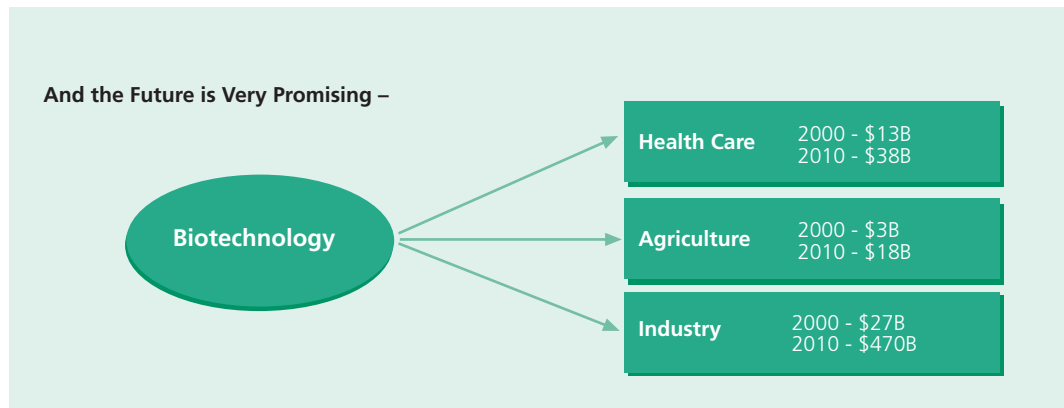 And the Future is Very Promising –
Biotechnology
Health Care
2000 - $13B
2010 - $38B
Agriculture
2000 - $3B
2010 - $18B
Industry
2000 - $27B
2010 - $470B